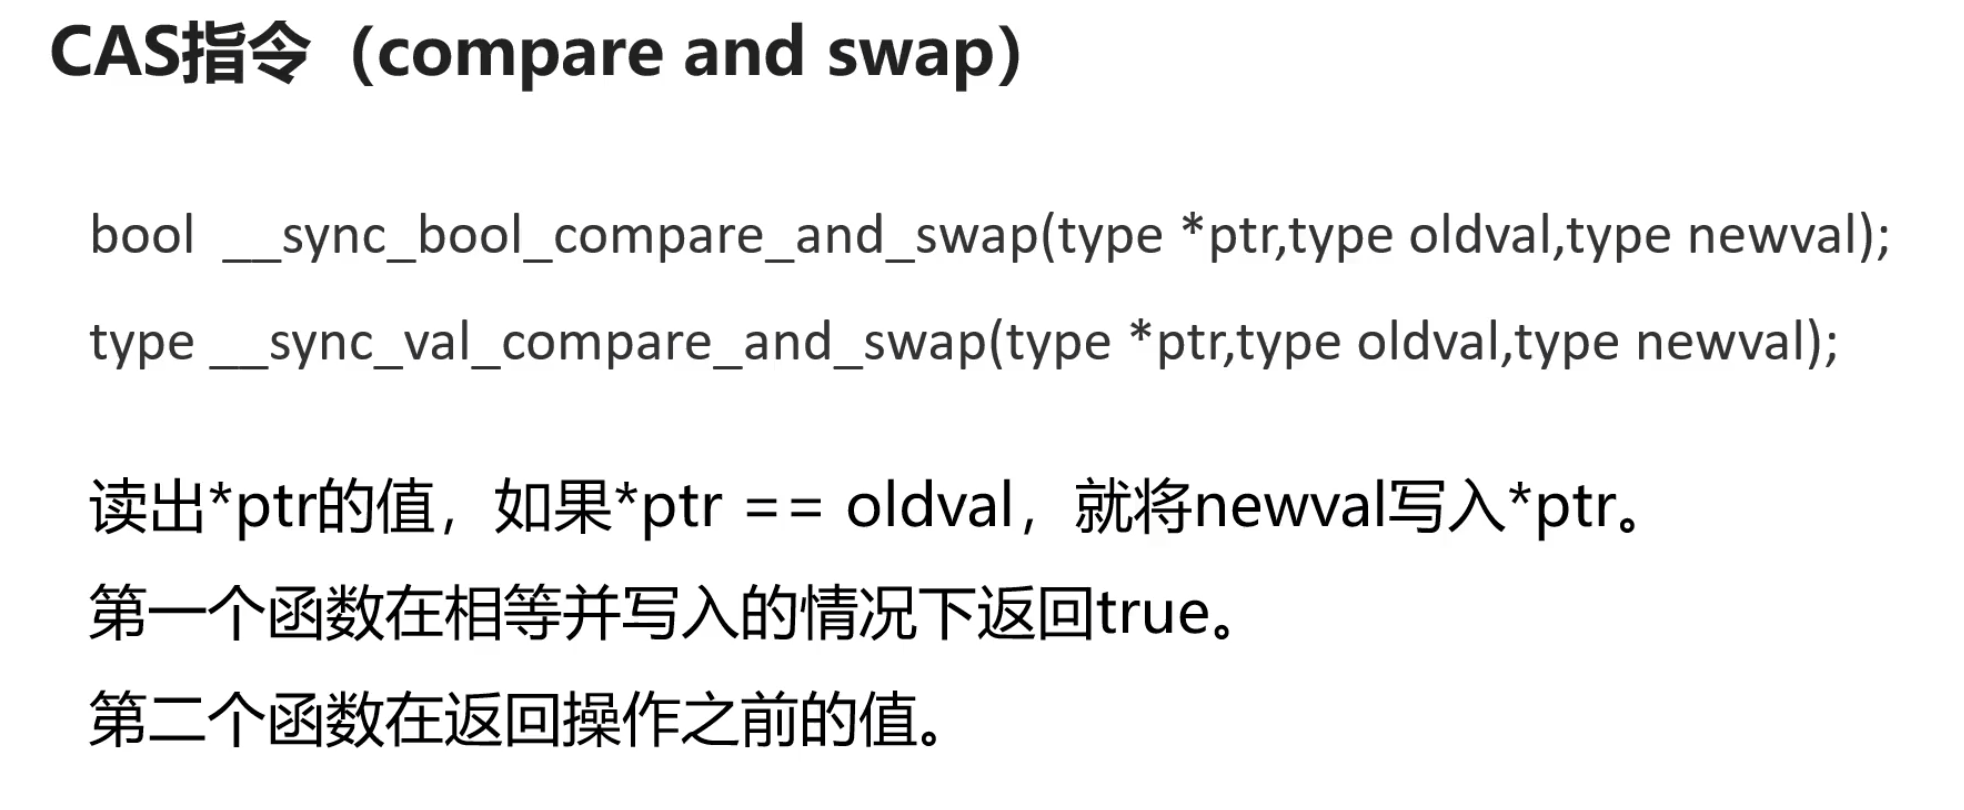 CAS指令（compare and swap）
bool __sync_bool_compare_and_swap(type *ptr,type oldval,type newval);
type __sync_val_compare_and_swap(type *ptr,type oldval,type newval);
读出*ptr的值，如果*ptr == oldval，就将newval写入*ptr。
第一个函数在相等并写入的情况下返回true。
第二个函数在返回操作之前的值。